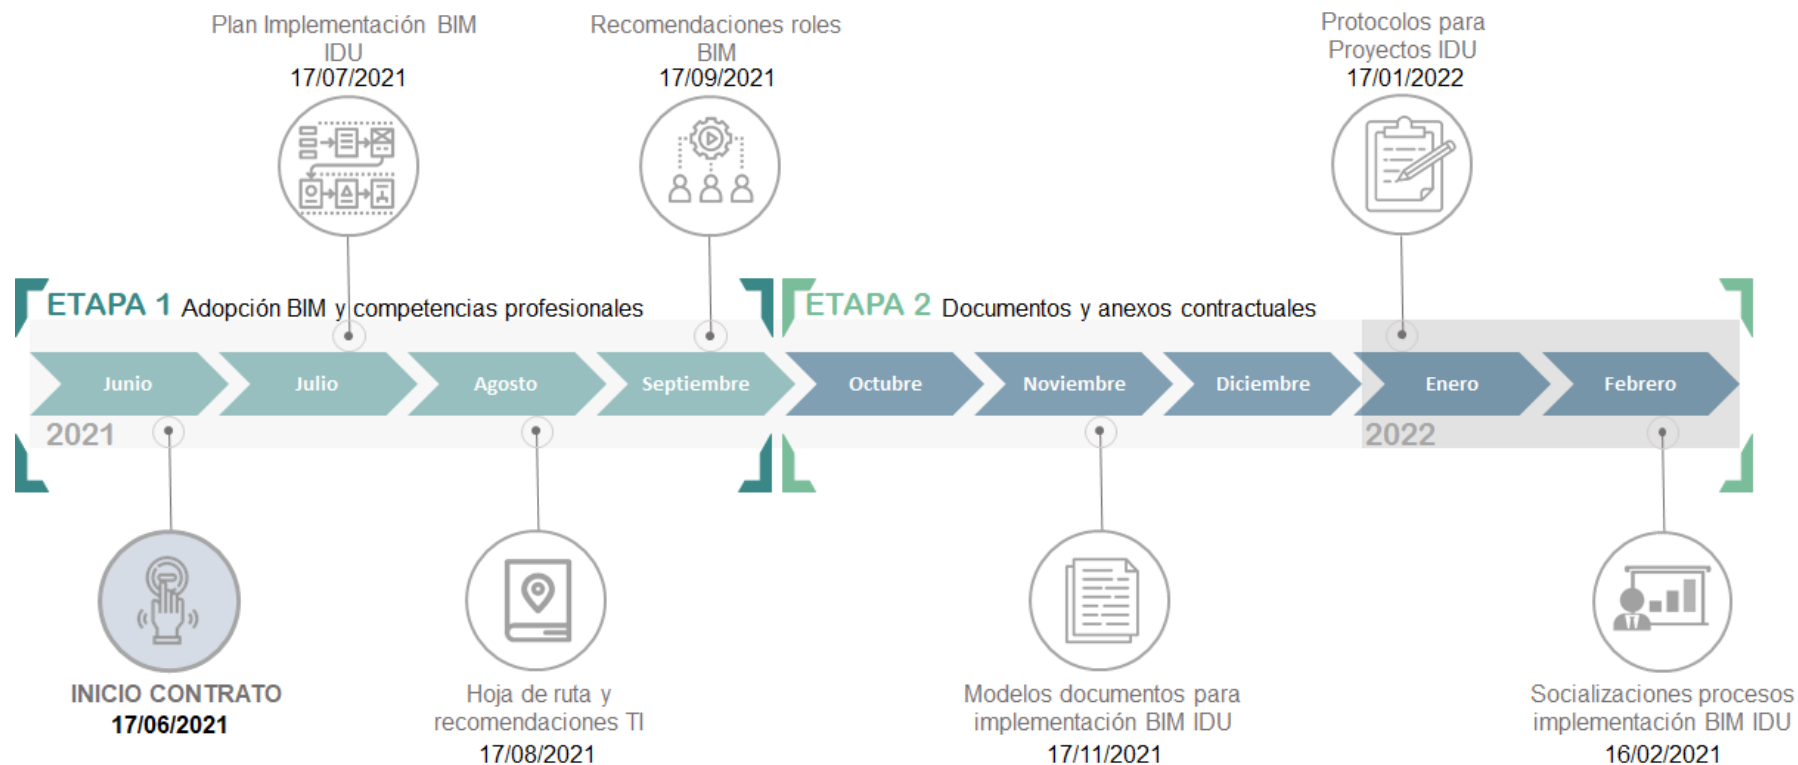 Plan Implementación BIM
IDU
17/07/2021
Recomendaciones roles
BIM
17/09/2021
Protocolos para
Proyectos IDU
17/01/2022
ETAPA 1 Adopción BIM y competencias profesionales
ETAPA 2 Documentos y anexos contractuales
Junio
Julio
Agosto
Septiembre
Octubre
Noviembre
Diciembre
Enero
Febrero
2021
2022
INICIO CONTRATO
17/06/2021
Hoja de ruta y
recomendaciones TI
17/08/2021
Modelos documentos para
implementación BIM IDU
17/11/2021
Socializaciones procesos
implementación BIM IDU
16/02/2021